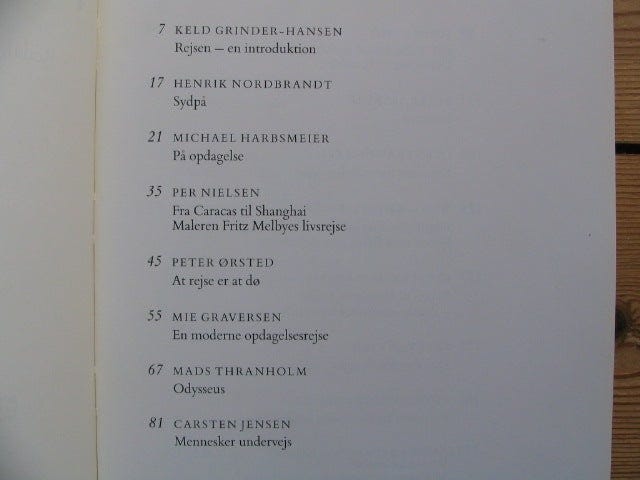 7 KELD GRINDER-HANSEN
Rejsen – en introduktion
17 HENRIK NORDBRANDT
Sydpå
21 MICHAEL HARBSMEIER
På opdagelse
35 PER NIELSEN
Fra Caracas til Shanghai
Maleren Fritz Melbyes livsrejse
45 PETER ØRSTED
At rejse er at dø
55 MIE GRAVERSEN
En moderne opdagelsesrejse
67 MADS THRANHOLM
Odysseus
81 CARSTEN JENSEN
Mennesker undervejs